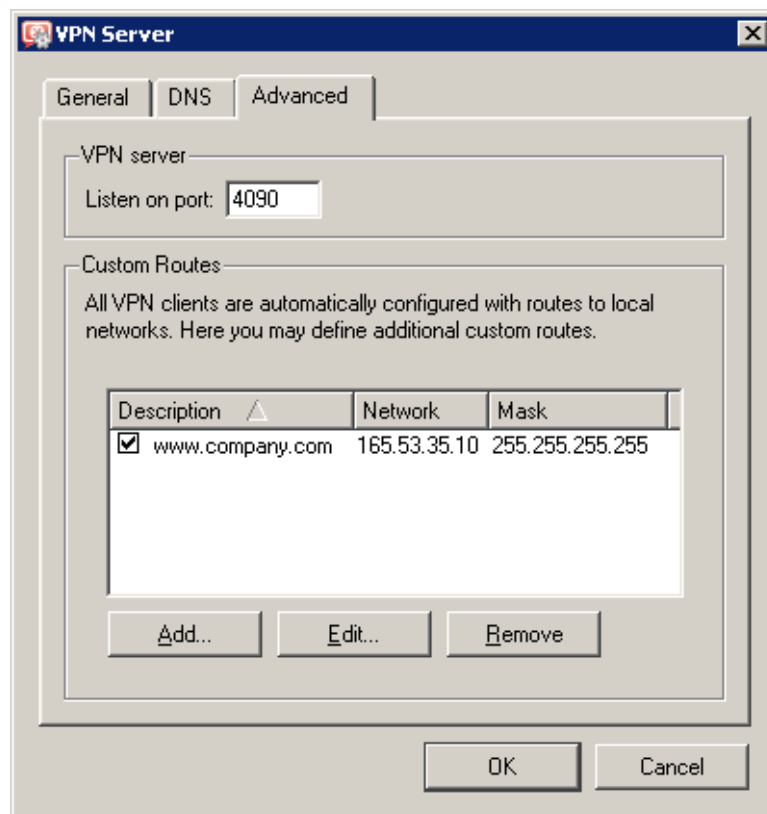 VPN Server
General DNS Advanced
VPN server
Listen on port: 4090
Custom Routes
All VPN clients are automatically configured with routes to local
networks. Here you may define additional custom routes.
Description Network Mask
www.company.com 165.53.35.10 255.255.255.255
Add... Edit... Remove
OK Cancel